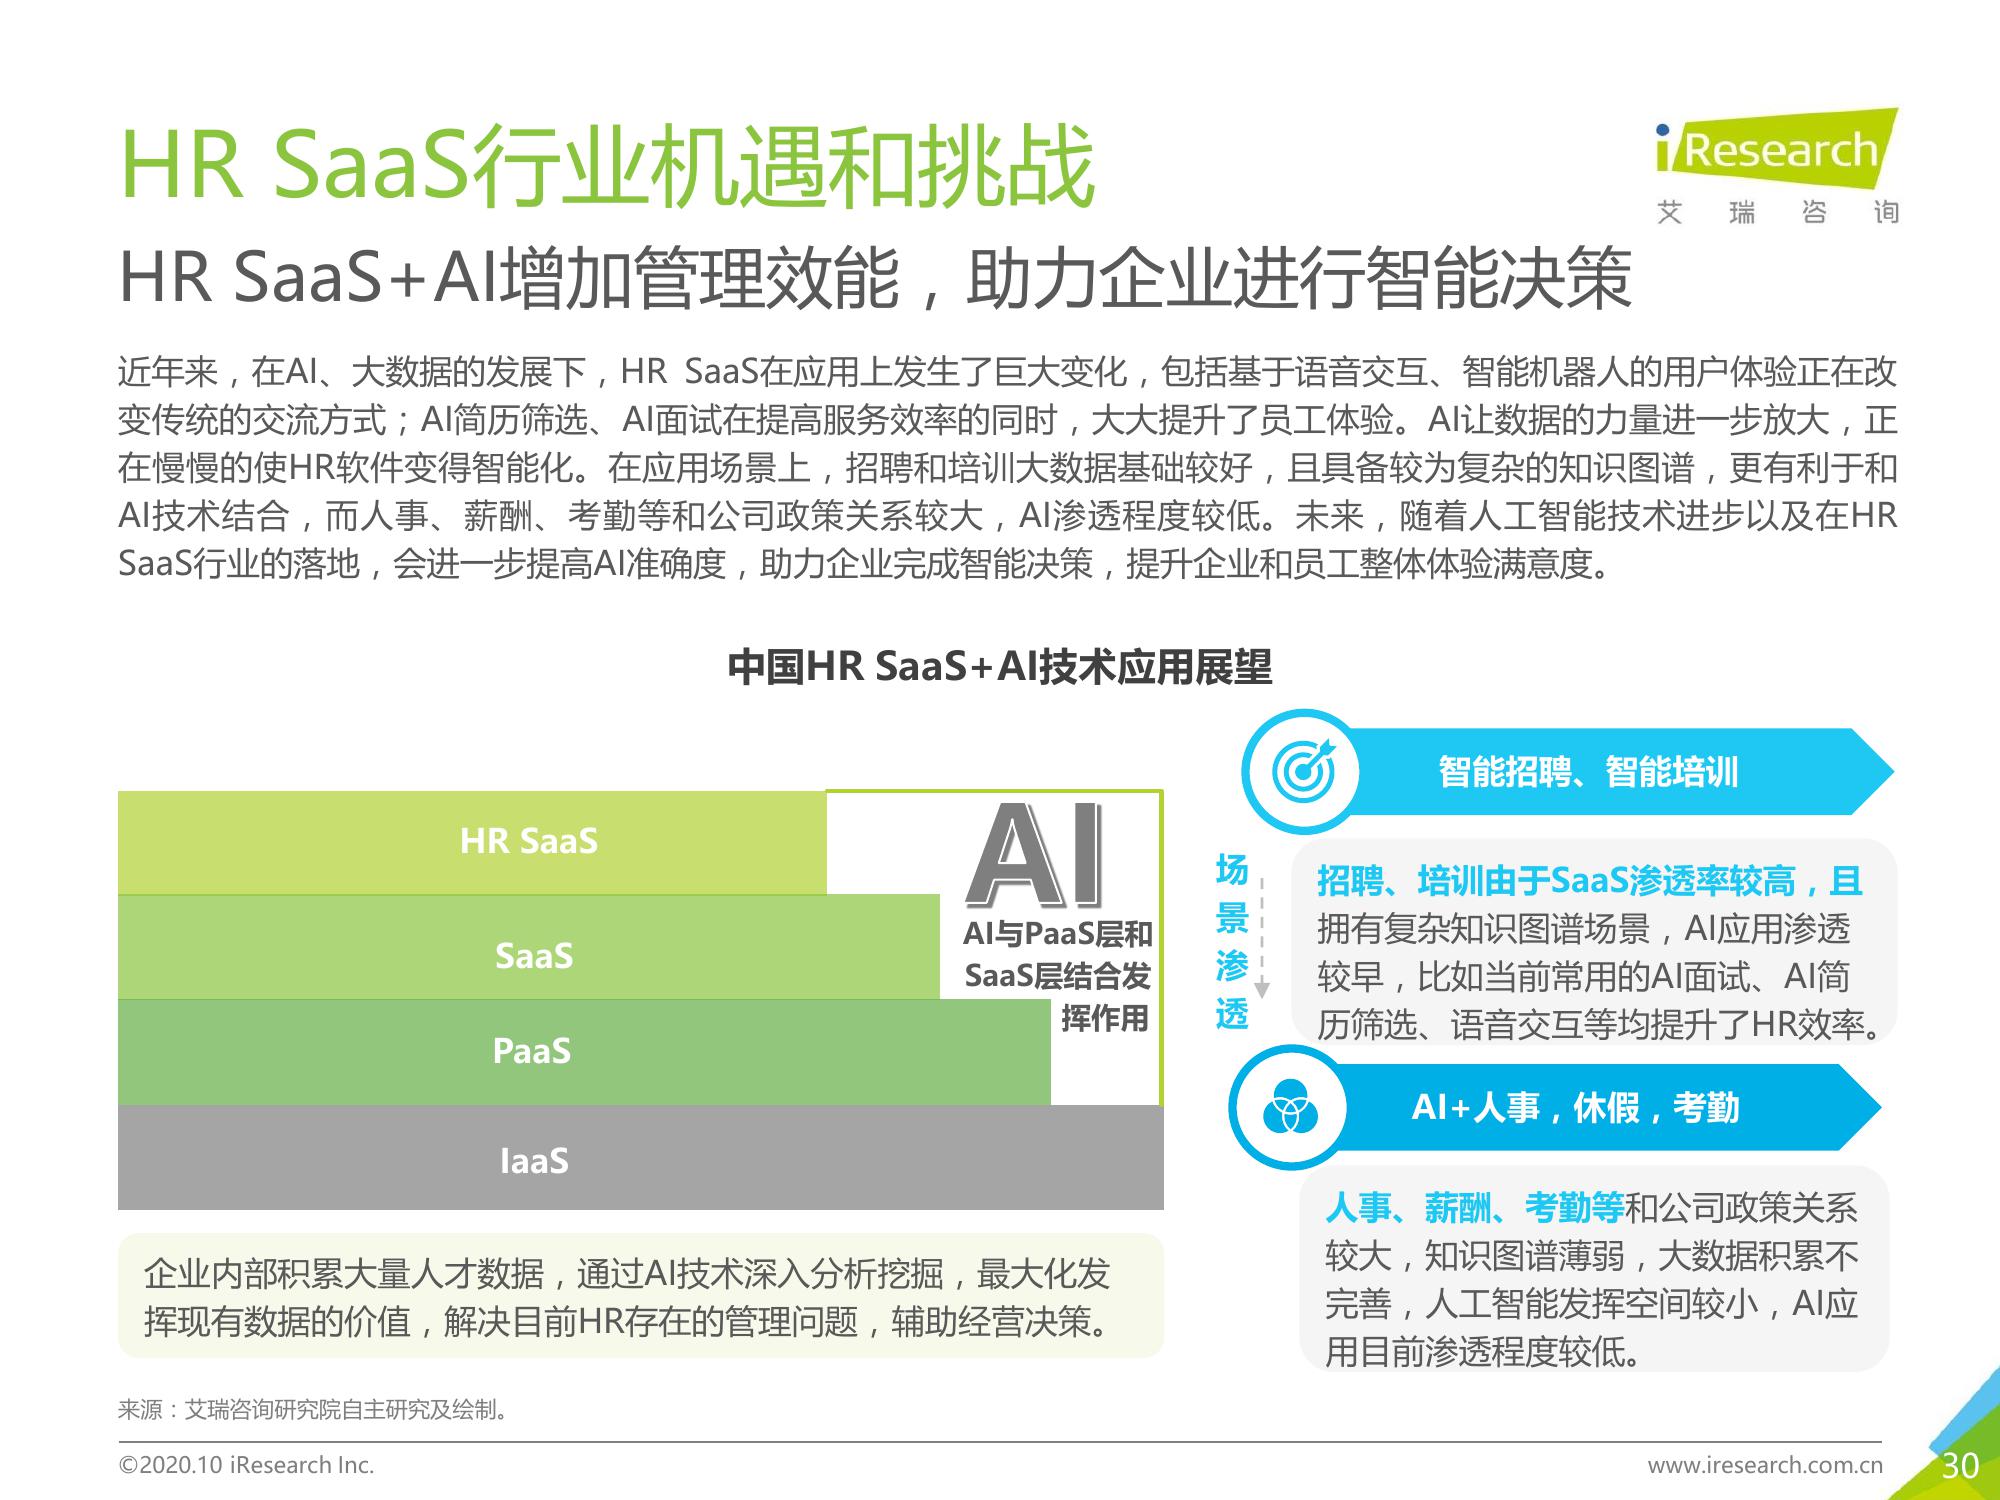 HR SaaS行业机遇和挑战
iResearch
艾瑞咨询
HR SaaS+AI增加管理效能，助力企业进行智能决策
近年来，在AI、大数据的发展下，HR SaaS在应用上发生了巨大变化，包括基于语音交互、智能机器人的用户体验正在改
变传统的交流方式；AI简历筛选、AI面试在提高服务效率的同时，大大提升了员工体验。AI让数据的力量进一步放大，正
在慢慢的使HR软件变得智能化。在应用场景上，招聘和培训大数据基础较好，且具备较为复杂的知识图谱，更有利于和
AI技术结合，而人事、薪酬、考勤等和公司政策关系较大，AI渗透程度较低。未来，随着人工智能技术进步以及在HR
SaaS行业的落地，会进一步提高AI准确度，助力企业完成智能决策，提升企业和员工整体体验满意度。
中国HR SaaS+AI技术应用展望
HR SaaS
SaaS
PaaS
IaaS
AI
AI与PaaS层和
SaaS层结合发
挥作用
企业内部积累大量人才数据，通过AI技术深入分析挖掘，最大化发
挥现有数据的价值，解决目前HR存在的管理问题，辅助经营决策。
场景渗透
智能招聘、智能培训
招聘、培训由于SaaS渗透率较高，且
拥有复杂知识图谱场景，AI应用渗透
较早，比如当前常用的AI面试、AI简
历筛选、语音交互等均提升了HR效率。
AI+人事，休假，考勤
人事、薪酬、考勤等和公司政策关系
较大，知识图谱薄弱，大数据积累不
完善，人工智能发挥空间较小，AI应
用目前渗透程度较低。
来源：艾瑞咨询研究院自主研究及绘制。
©2020.10 iResearch Inc.
www.iresearch.com.cn
30